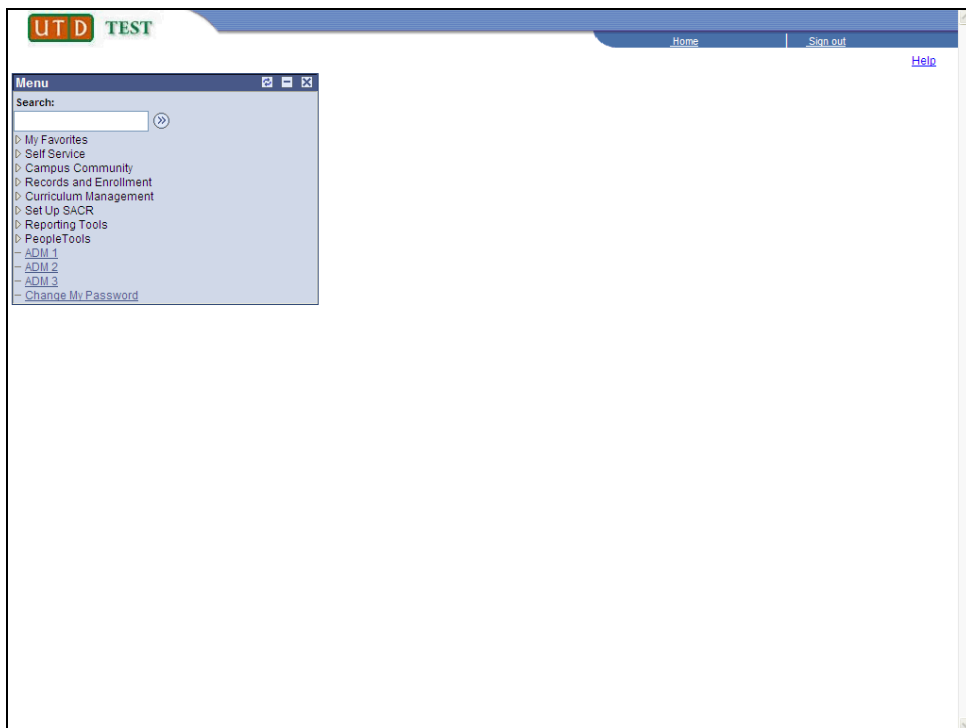 UTD TEST
Home Sign out
Help
Menu
Search:
My Favorites
Self Service
Campus Community
Records and Enrollment
Curriculum Management
Set Up SACR
Reporting Tools
PeopleTools
ADM 1
ADM 2
ADM 3
Change My Password